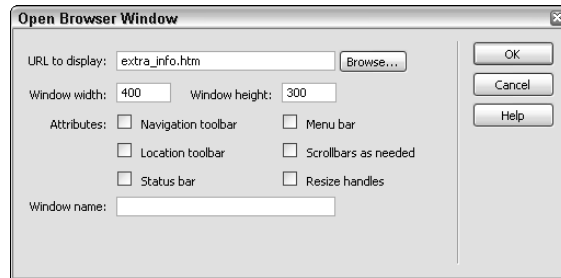 Open Browser Window
URL to display: extra_info.htm Browse...
OK
Window width: 400 Window height: 300
Cancel
Attributes: Navigation toolbar Menu bar
Help
Location toolbar Scrollbars as needed
Status bar Resize handles
Window name: